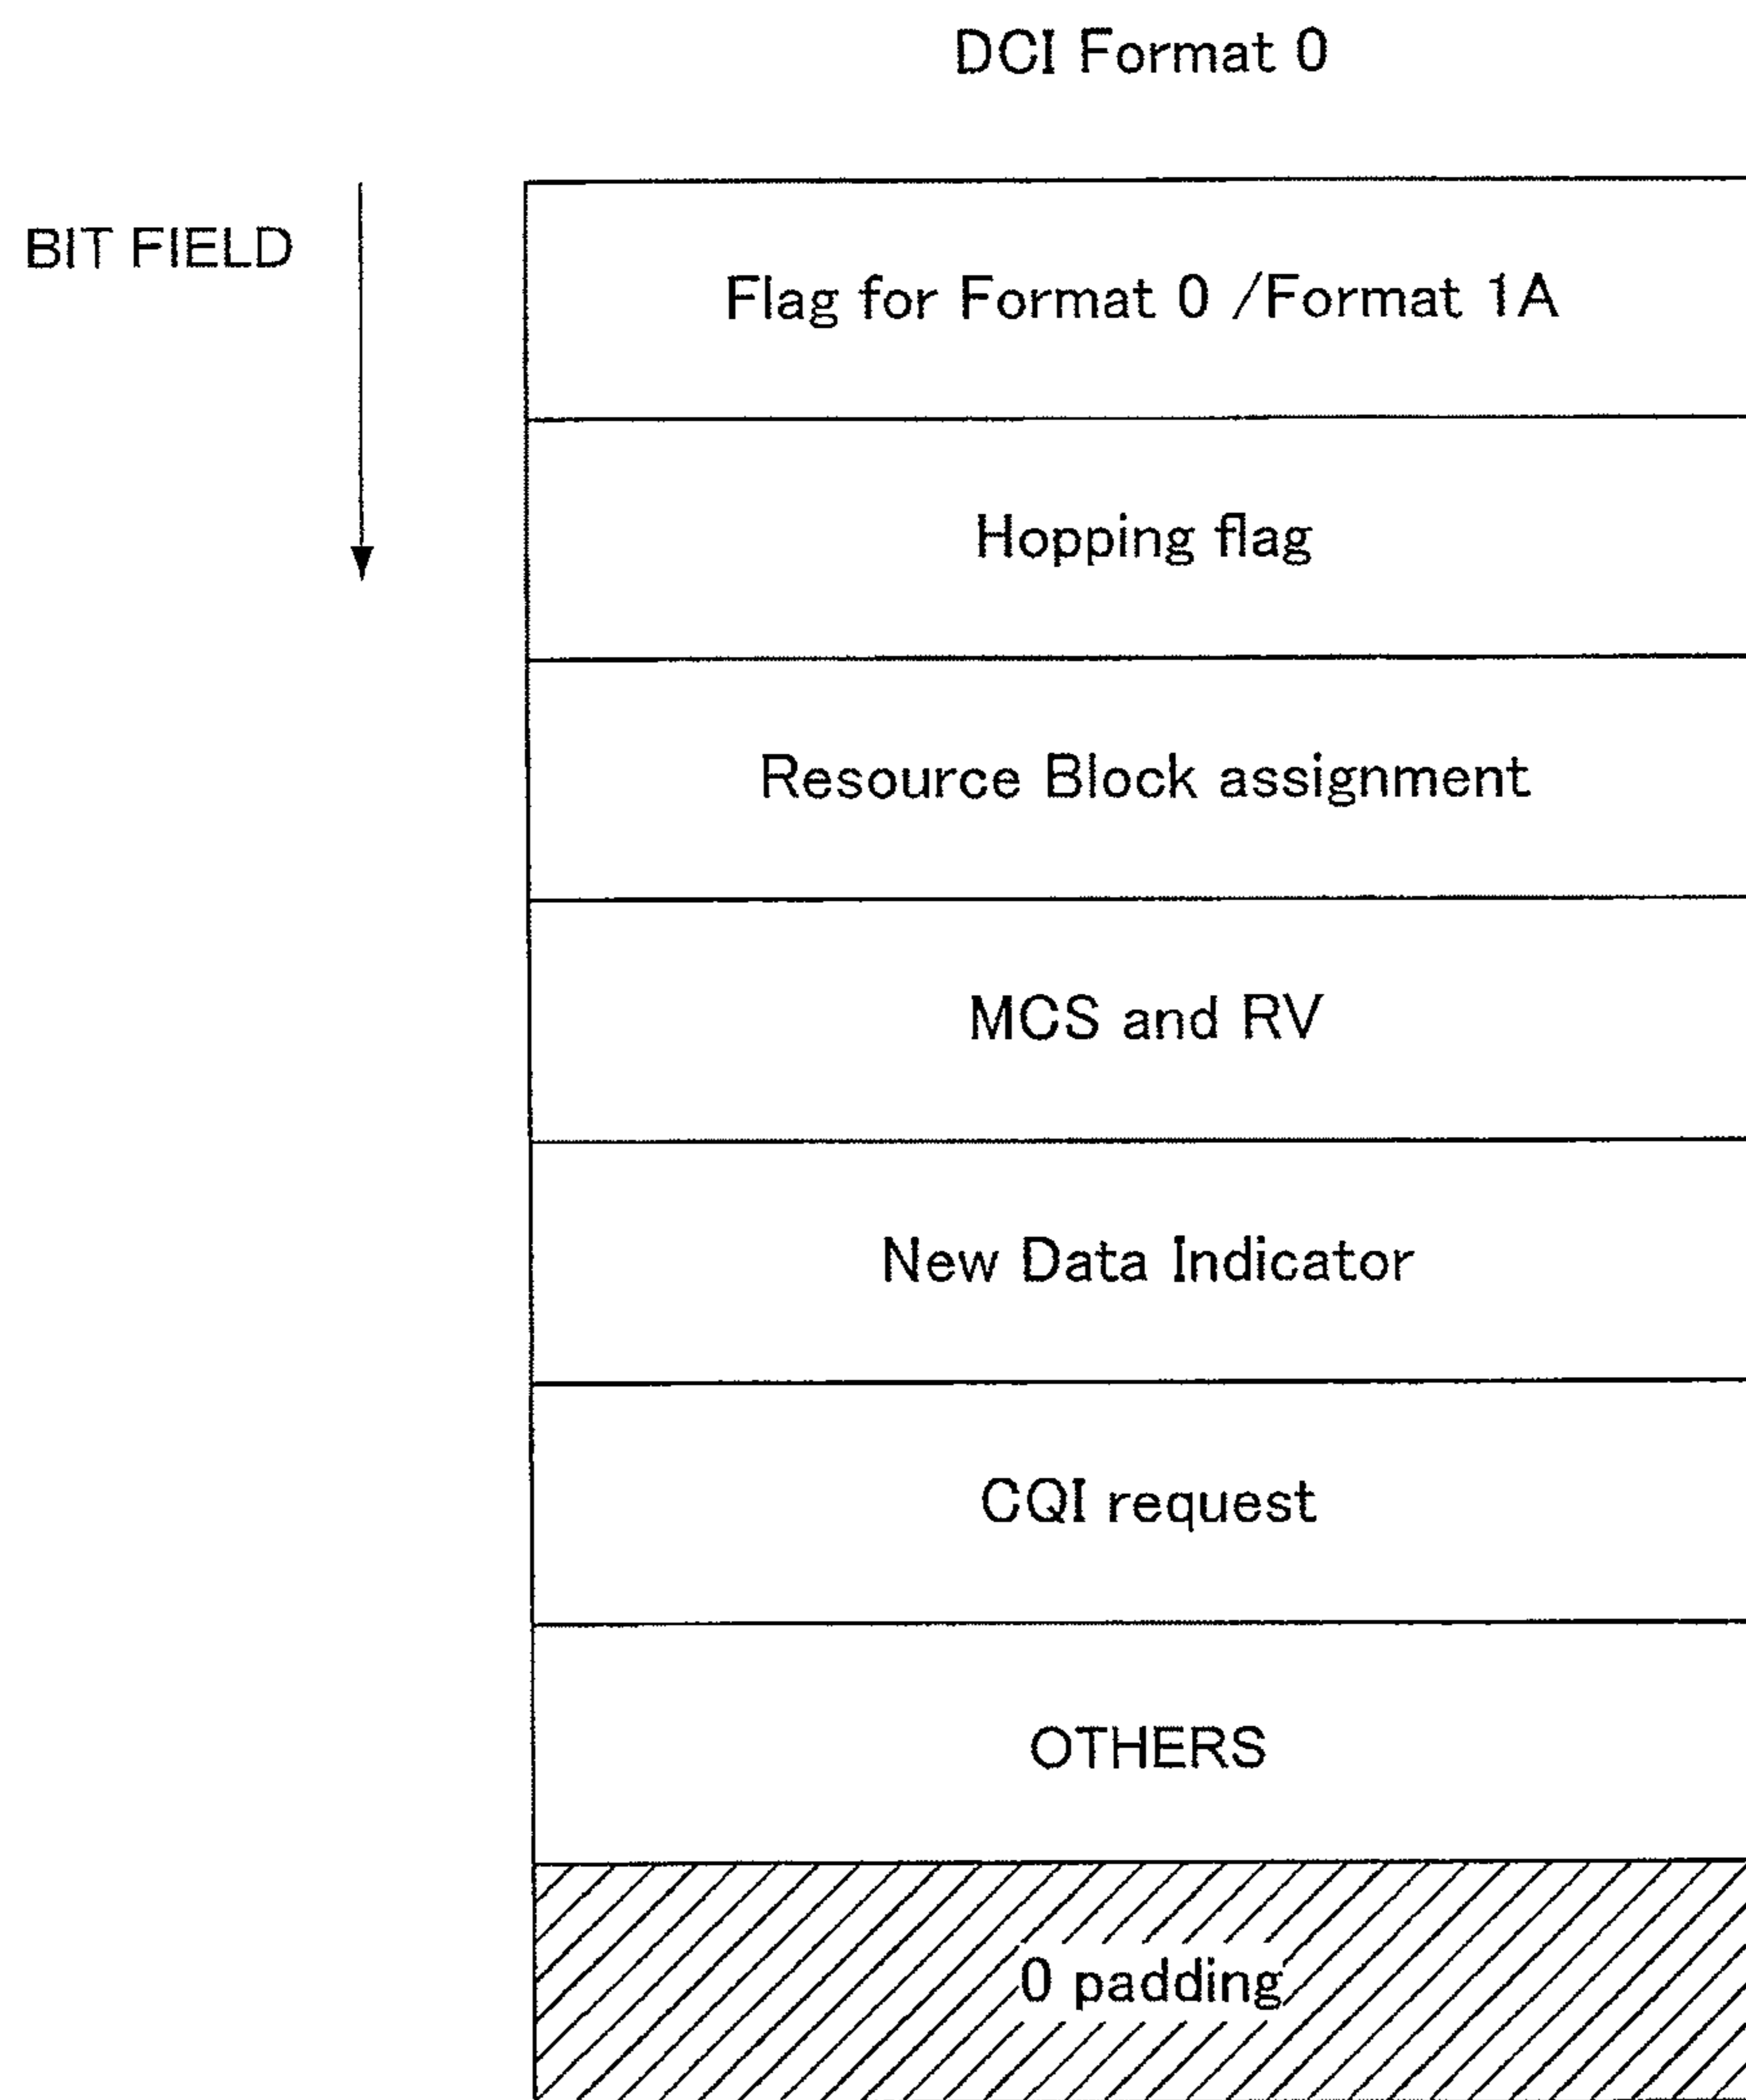 DCI Format 0
BIT FIELD
Flag for Format 0 /Format 1A
Hopping flag
Resource Block assignment
MCS and RV
New Data Indicator
CQI request
OTHERS
0 padding